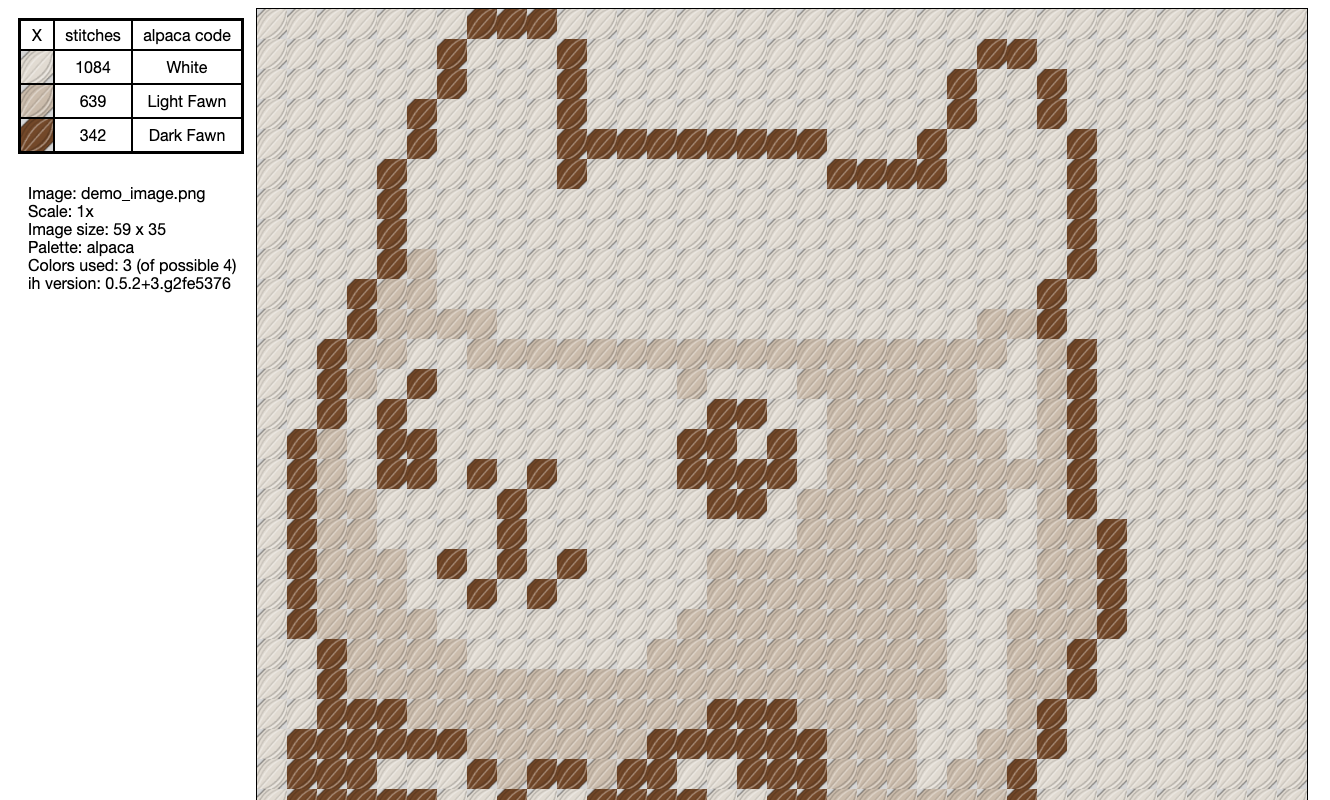 X stitches alpaca code
1084 White
639 Light Fawn
342 Dark Fawn
Image: demo_image.png
Scale: 1x
Image size: 59 x 35
Palette: alpaca
Colors used: 3 (of possible 4)
ih version: 0.5.2+3.g2fe5376